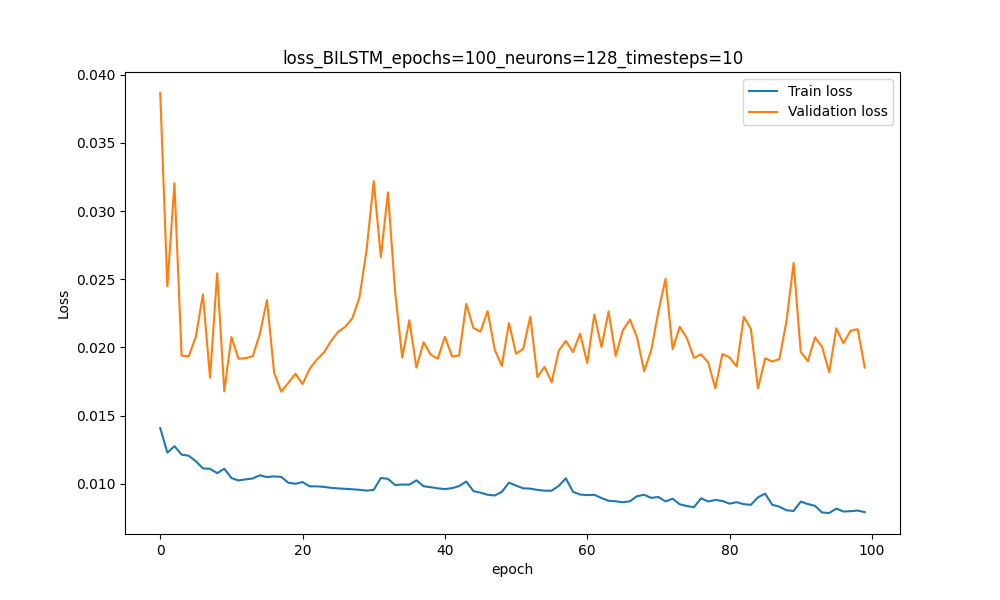 loss_BILSTM_epochs=100_neurons=128_timesteps=10
Train loss
Validation loss
0.040
0.035
0.030
0.025
0.020
0.015
0.010
Loss
0
20
40
60
80
100
epoch